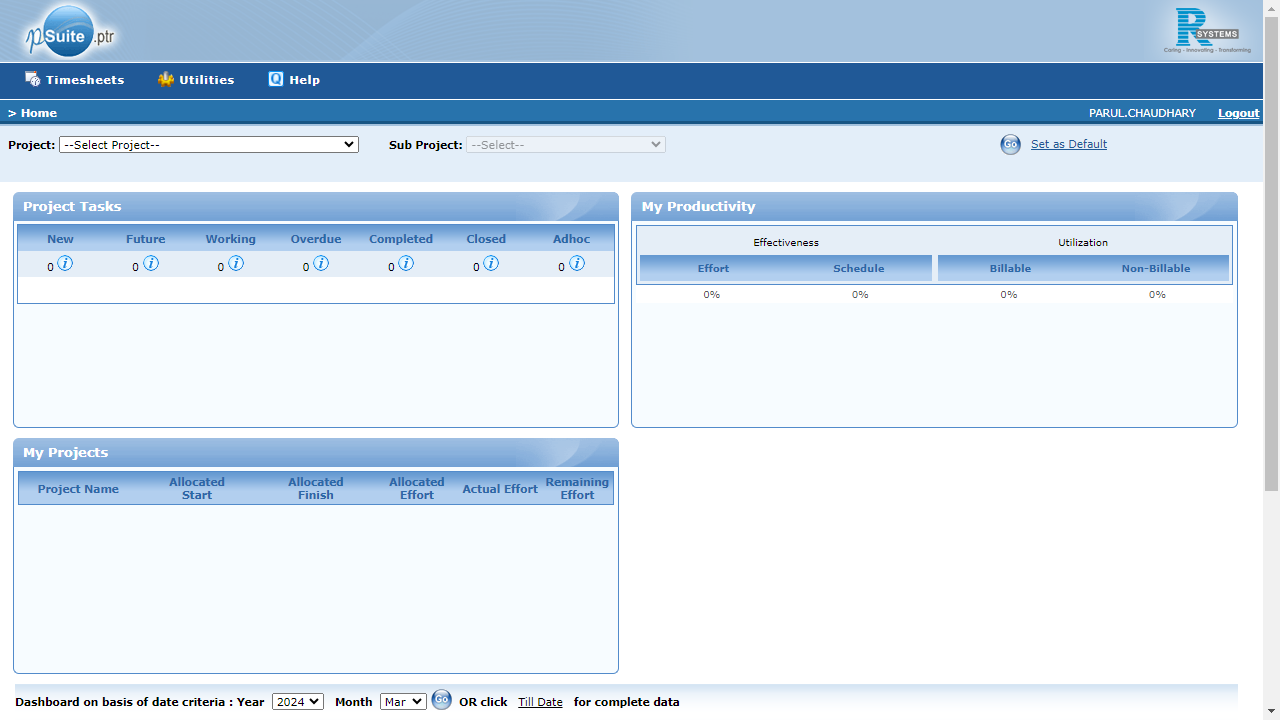 pSuite.ptr
R SYSTEMS
Caring - Innovating - Transforming
Timesheets Utilities Help
> Home PARUL.CHAUDHARY Logout
Project: --Select Project-- Sub Project: --Select-- Go Set as Default
Project Tasks
New Future Working Overdue Completed Closed Adhoc
0 i 0 i 0 i 0 i 0 i 0 i 0 i
My Productivity
Effectiveness Utilization
Effort Schedule Billable Non-Billable
0% 0% 0% 0%
My Projects
Project Name Allocated Start Allocated Finish Allocated Effort Actual Effort Remaining Effort
Dashboard on basis of date criteria : Year 2024 Month Mar Go OR click Till Date for complete data